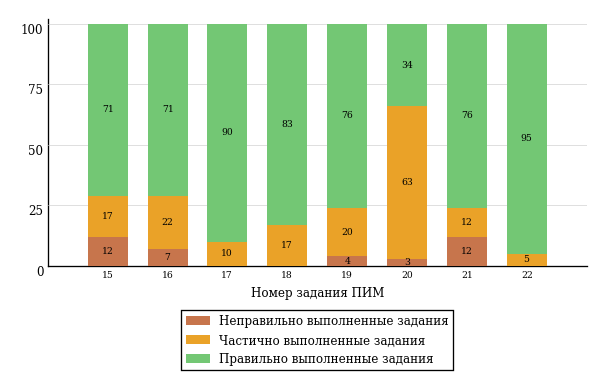 100
75
50
25
0
71 71 90 83 76 34 76 95
17 22 10 17 20 63 12 5
12 7 4 3 12
15 16 17 18 19 20 21 22
Номер задания ПИМ
Неправильно выполненные задания
Частично выполненные задания
Правильно выполненные задания